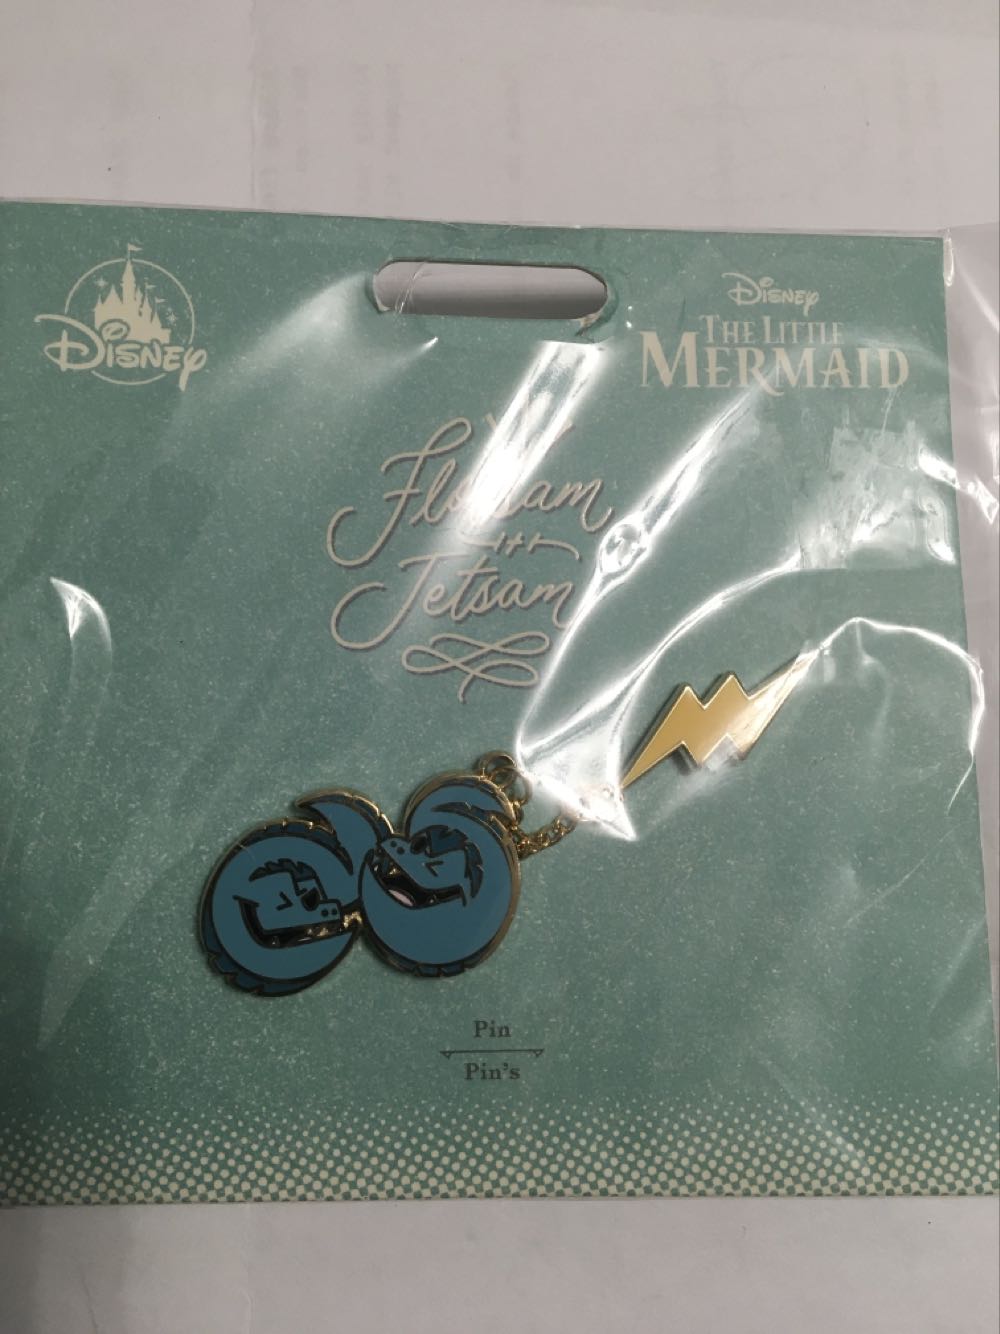 Disney
Disney
The Little
Mermaid
Flotsam
Jetsam
Pin
Pin's